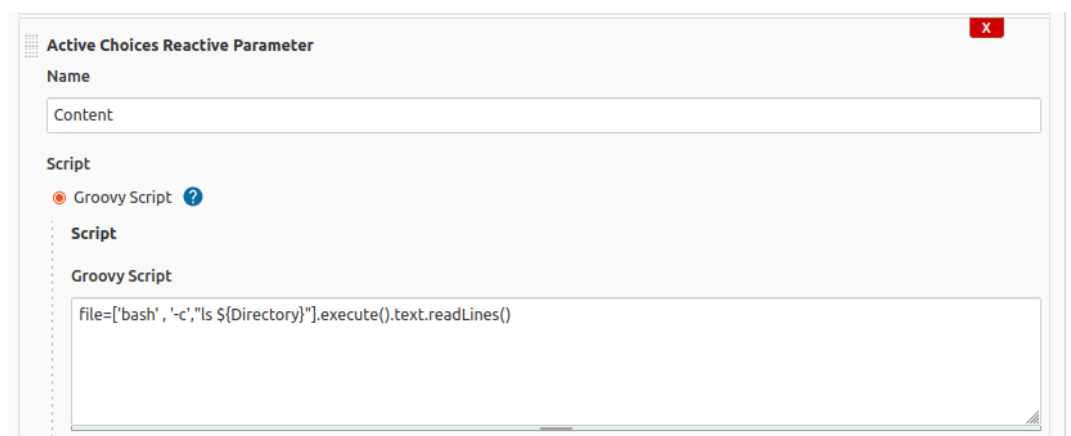 X
Active Choices Reactive Parameter
Name
Content
Script
Groovy Script ?
Script
Groovy Script
file=['bash' , '-c',"ls ${Directory}"].execute().text.readLines()